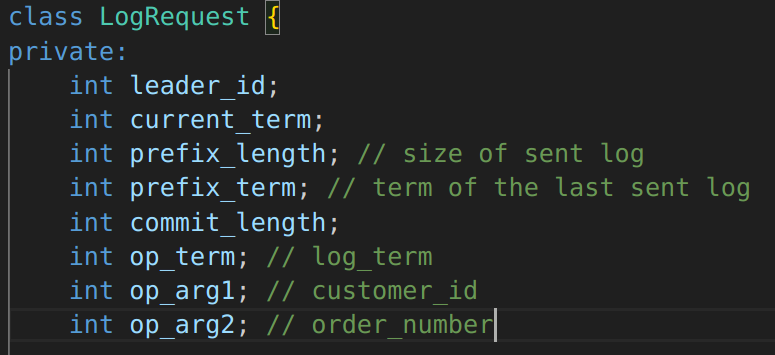 class LogRequest {
private:
    int leader_id;
    int current_term;
    int prefix_length; // size of sent log
    int prefix_term; // term of the last sent log
    int commit_length;
    int op_term; // log_term
    int op_arg1; // customer_id
    int op_arg2; // order_number